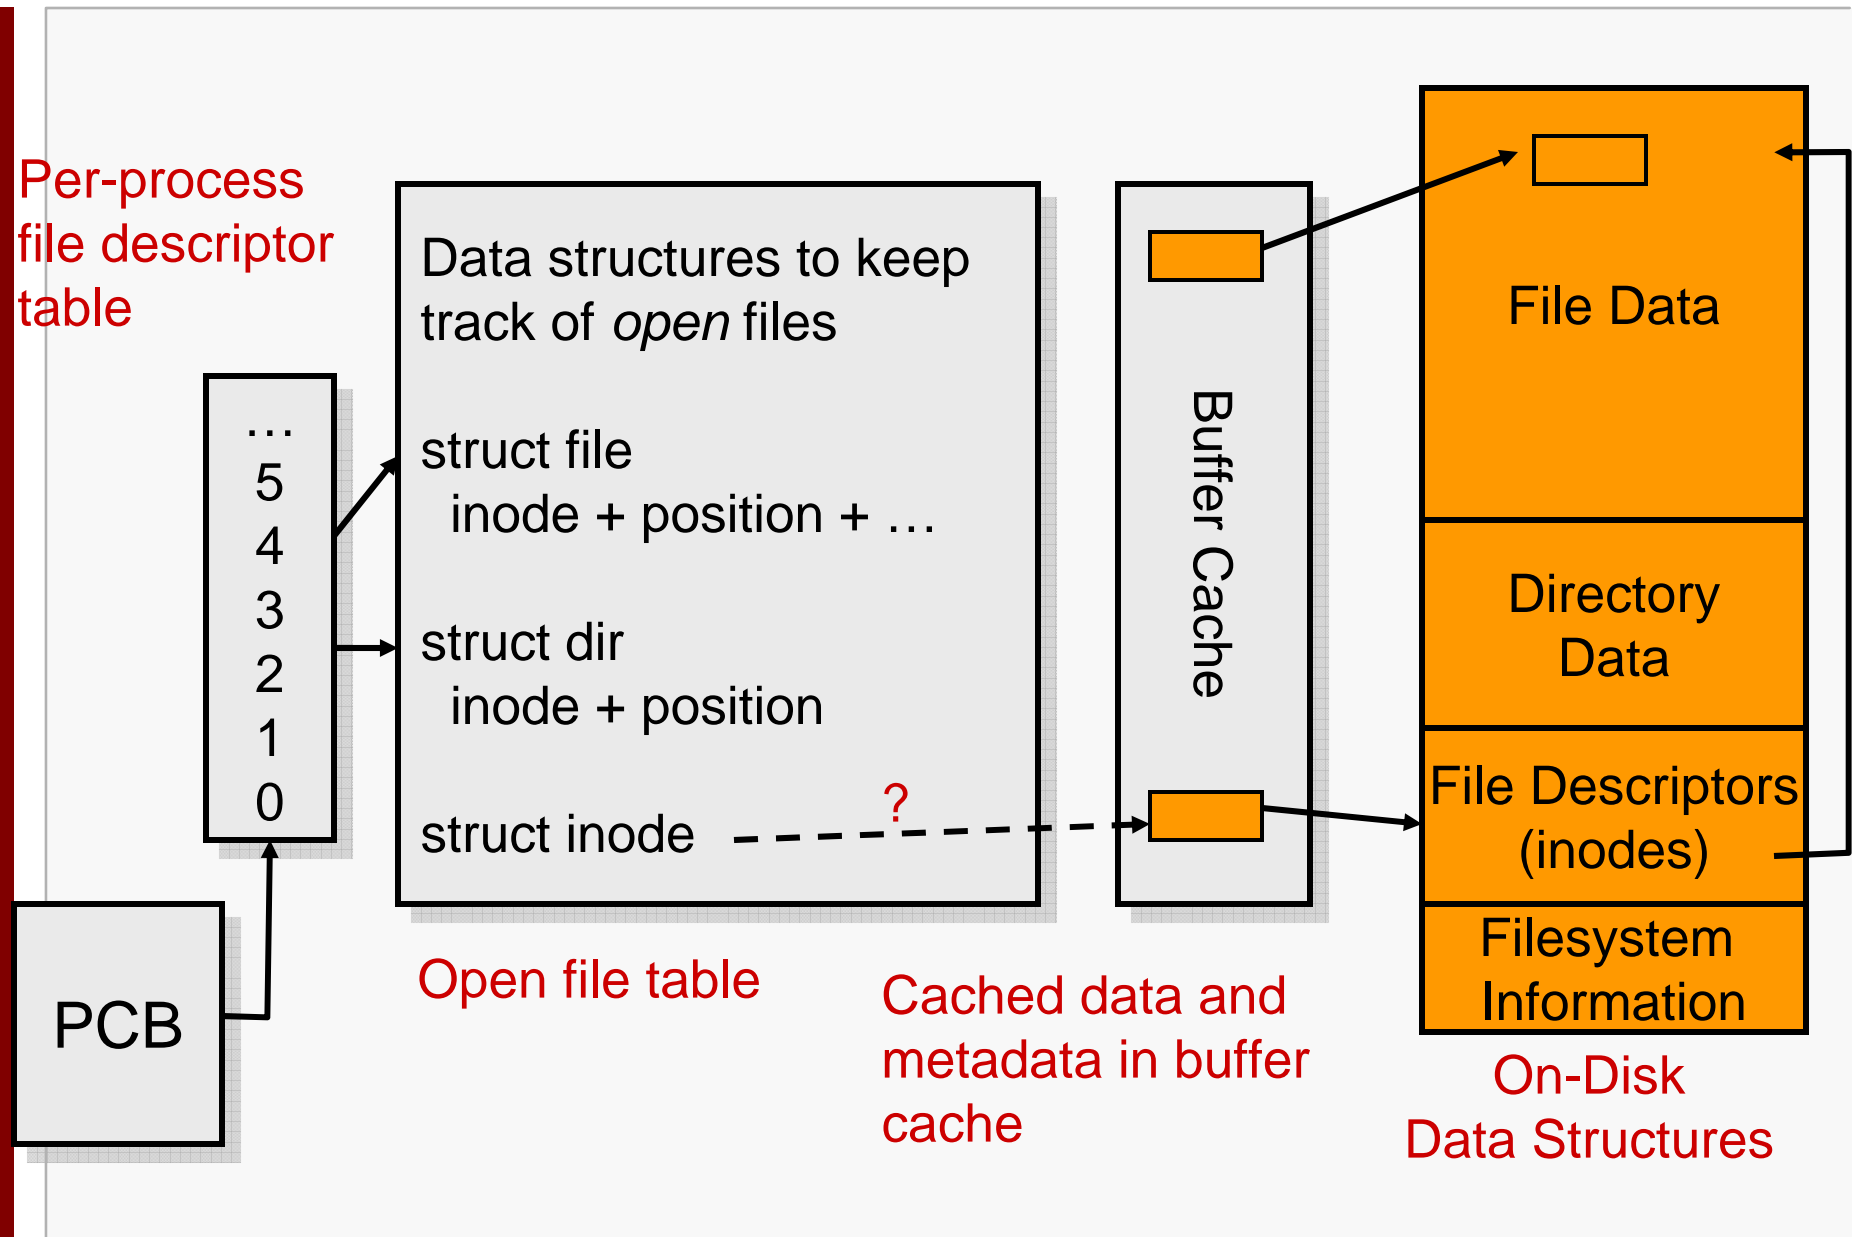 Per-process
file descriptor
table
…
5
4
3
2
1
0
PCB
Data structures to keep
track of open files
struct file
inode + position + …
struct dir
inode + position
struct inode
?
Open file table
Buffer Cache
Cached data and
metadata in buffer
cache
File Data
Directory
Data
File Descriptors
(inodes)
Filesystem
Information
On-Disk
Data Structures